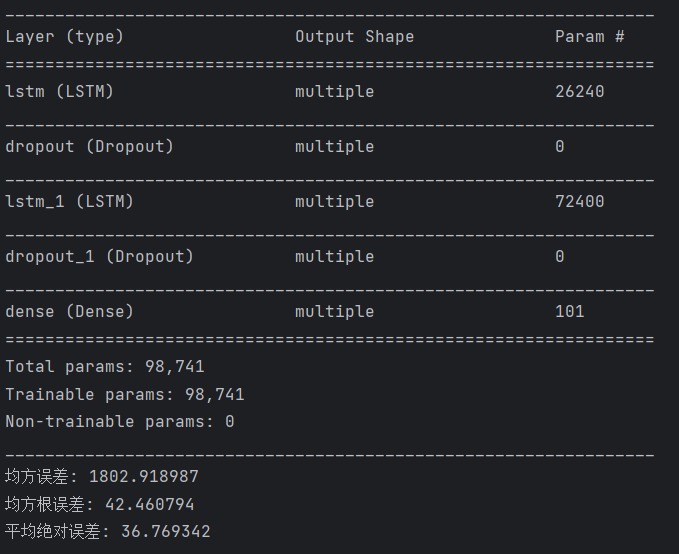 _________________________________________________________________
Layer (type)                 Output Shape              Param #
=================================================================
lstm (LSTM)                  multiple                  26240
_________________________________________________________________
dropout (Dropout)            multiple                  0
_________________________________________________________________
lstm_1 (LSTM)                multiple                  72400
_________________________________________________________________
dropout_1 (Dropout)          multiple                  0
_________________________________________________________________
dense (Dense)                multiple                  101
=================================================================
Total params: 98,741
Trainable params: 98,741
Non-trainable params: 0
_________________________________________________________________
均方误差: 1802.918987
均方根误差: 42.460794
平均绝对误差: 36.769342